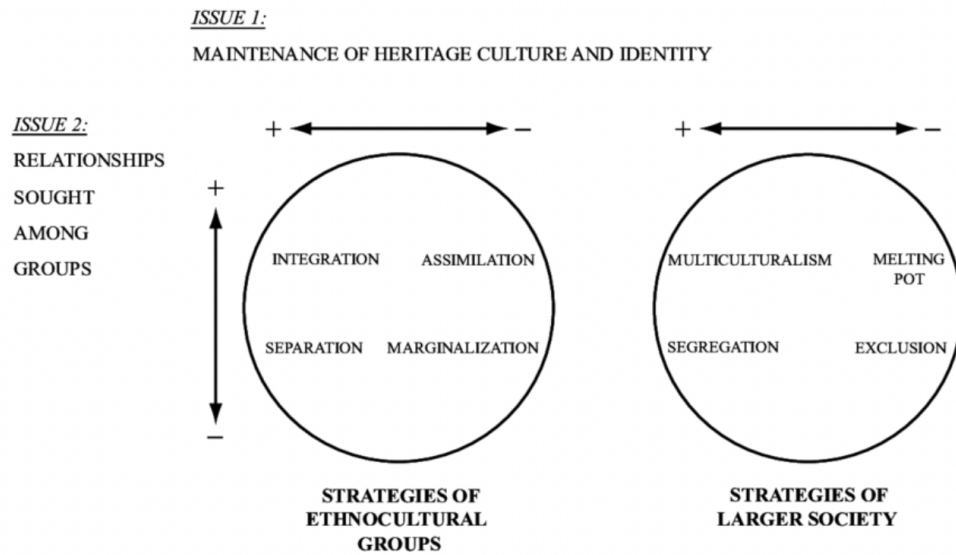 ISSUE 1:
MAINTENANCE OF HERITAGE CULTURE AND IDENTITY
ISSUE 2:
RELATIONSHIPS
SOUGHT
AMONG
GROUPS
+ −
+ −
+
−
INTEGRATION ASSIMILATION
SEPARATION MARGINALIZATION
MULTICULTURALISM MELTING
POT
SEGREGATION EXCLUSION
STRATEGIES OF
ETHNOCULTURAL
GROUPS
STRATEGIES OF
LARGER SOCIETY